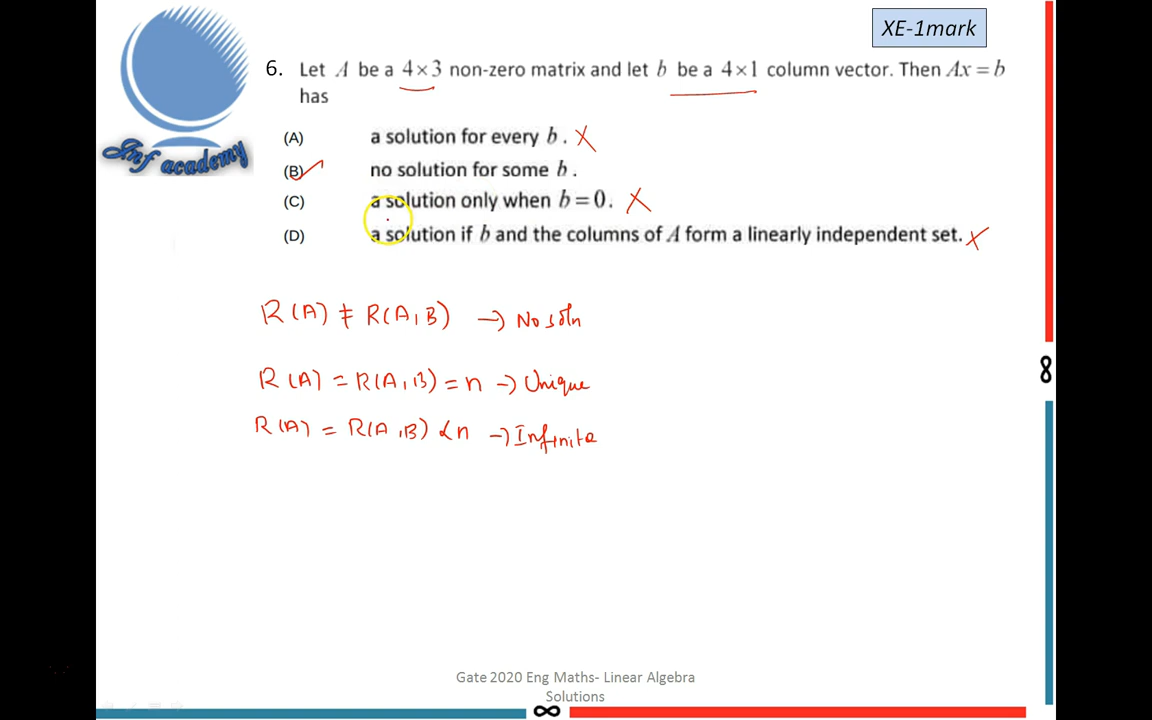 XE-1mark
6. Let A be a 4×3 non-zero matrix and let b be a 4×1 column vector. Then Ax = b
has
(A) a solution for every b. X
(B) no solution for some b.
(C) a solution only when b = 0. X
(D) a solution if b and the columns of A form a linearly independent set. X
Inf academy
R(A) ≠ R(A,B) → No soln
R(A) = R(A,B) = n → Unique
R(A) = R(A,B) < n → Infinite
8
Gate 2020 Eng Maths- Linear Algebra
Solutions
∞